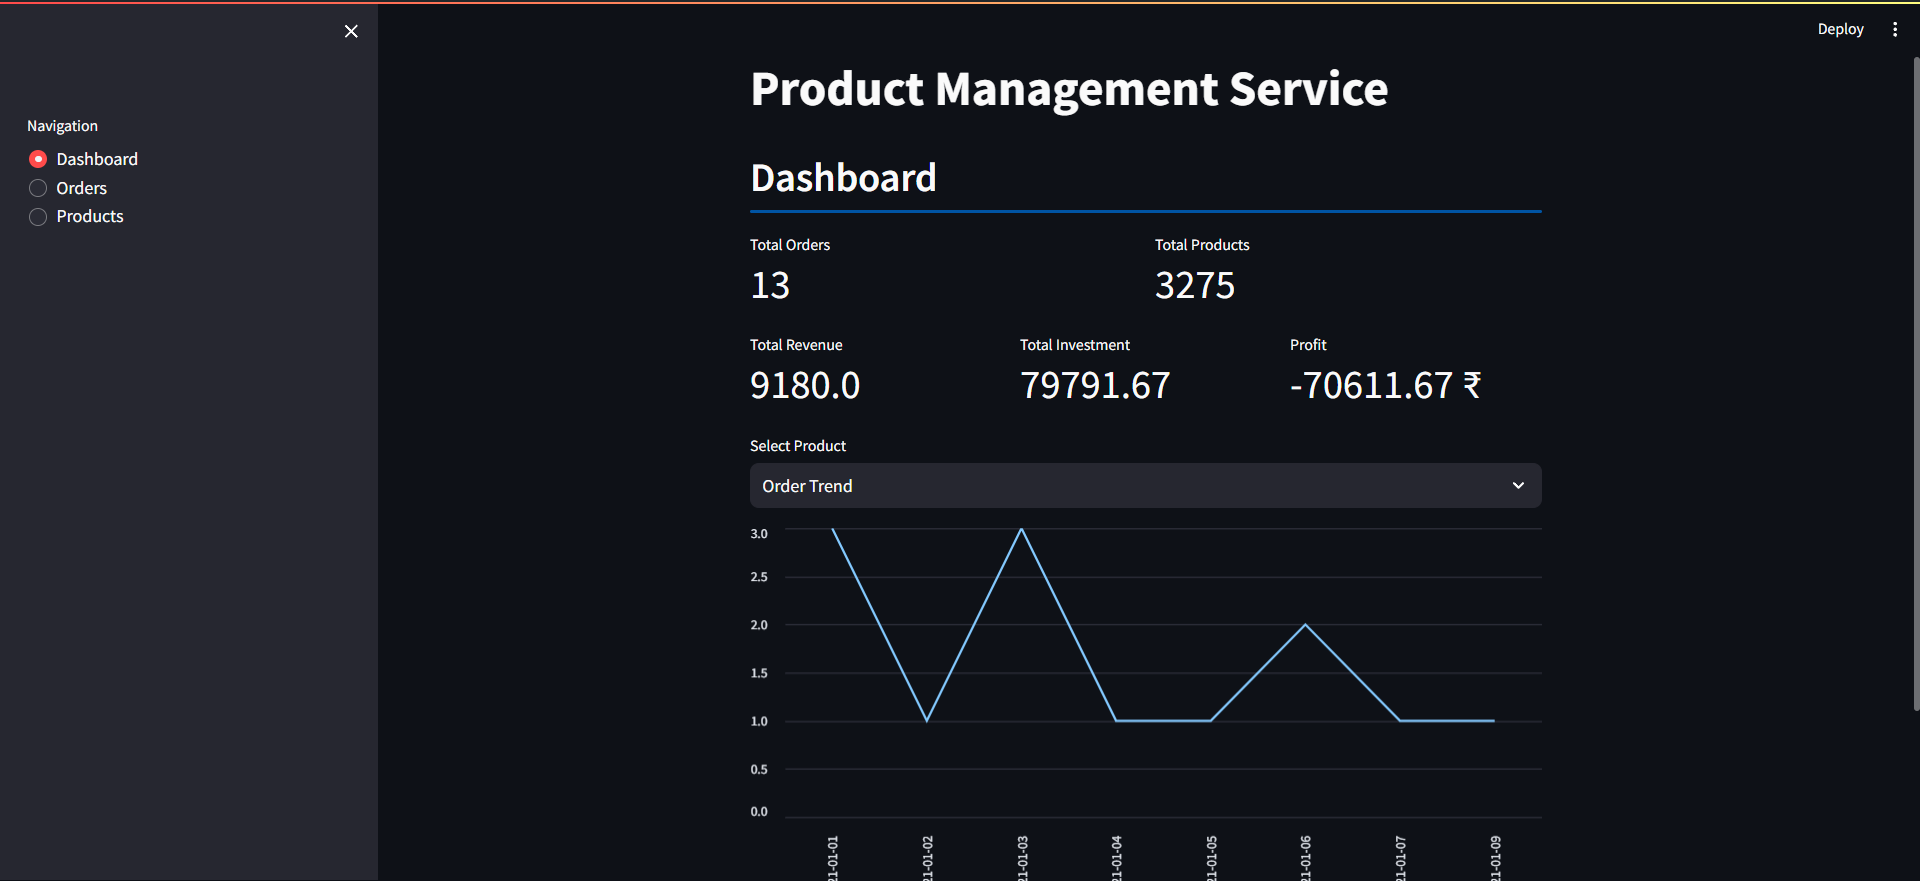 Deploy
Navigation
Dashboard
Orders
Products
Product Management Service
Dashboard
Total Orders
13
Total Products
3275
Total Revenue
9180.0
Total Investment
79791.67
Profit
-70611.67 ₹
Select Product
Order Trend
3.0
2.5
2.0
1.5
1.0
0.5
0.0
21-01-01
21-01-02
21-01-03
21-01-04
21-01-05
21-01-06
21-01-07
21-01-09